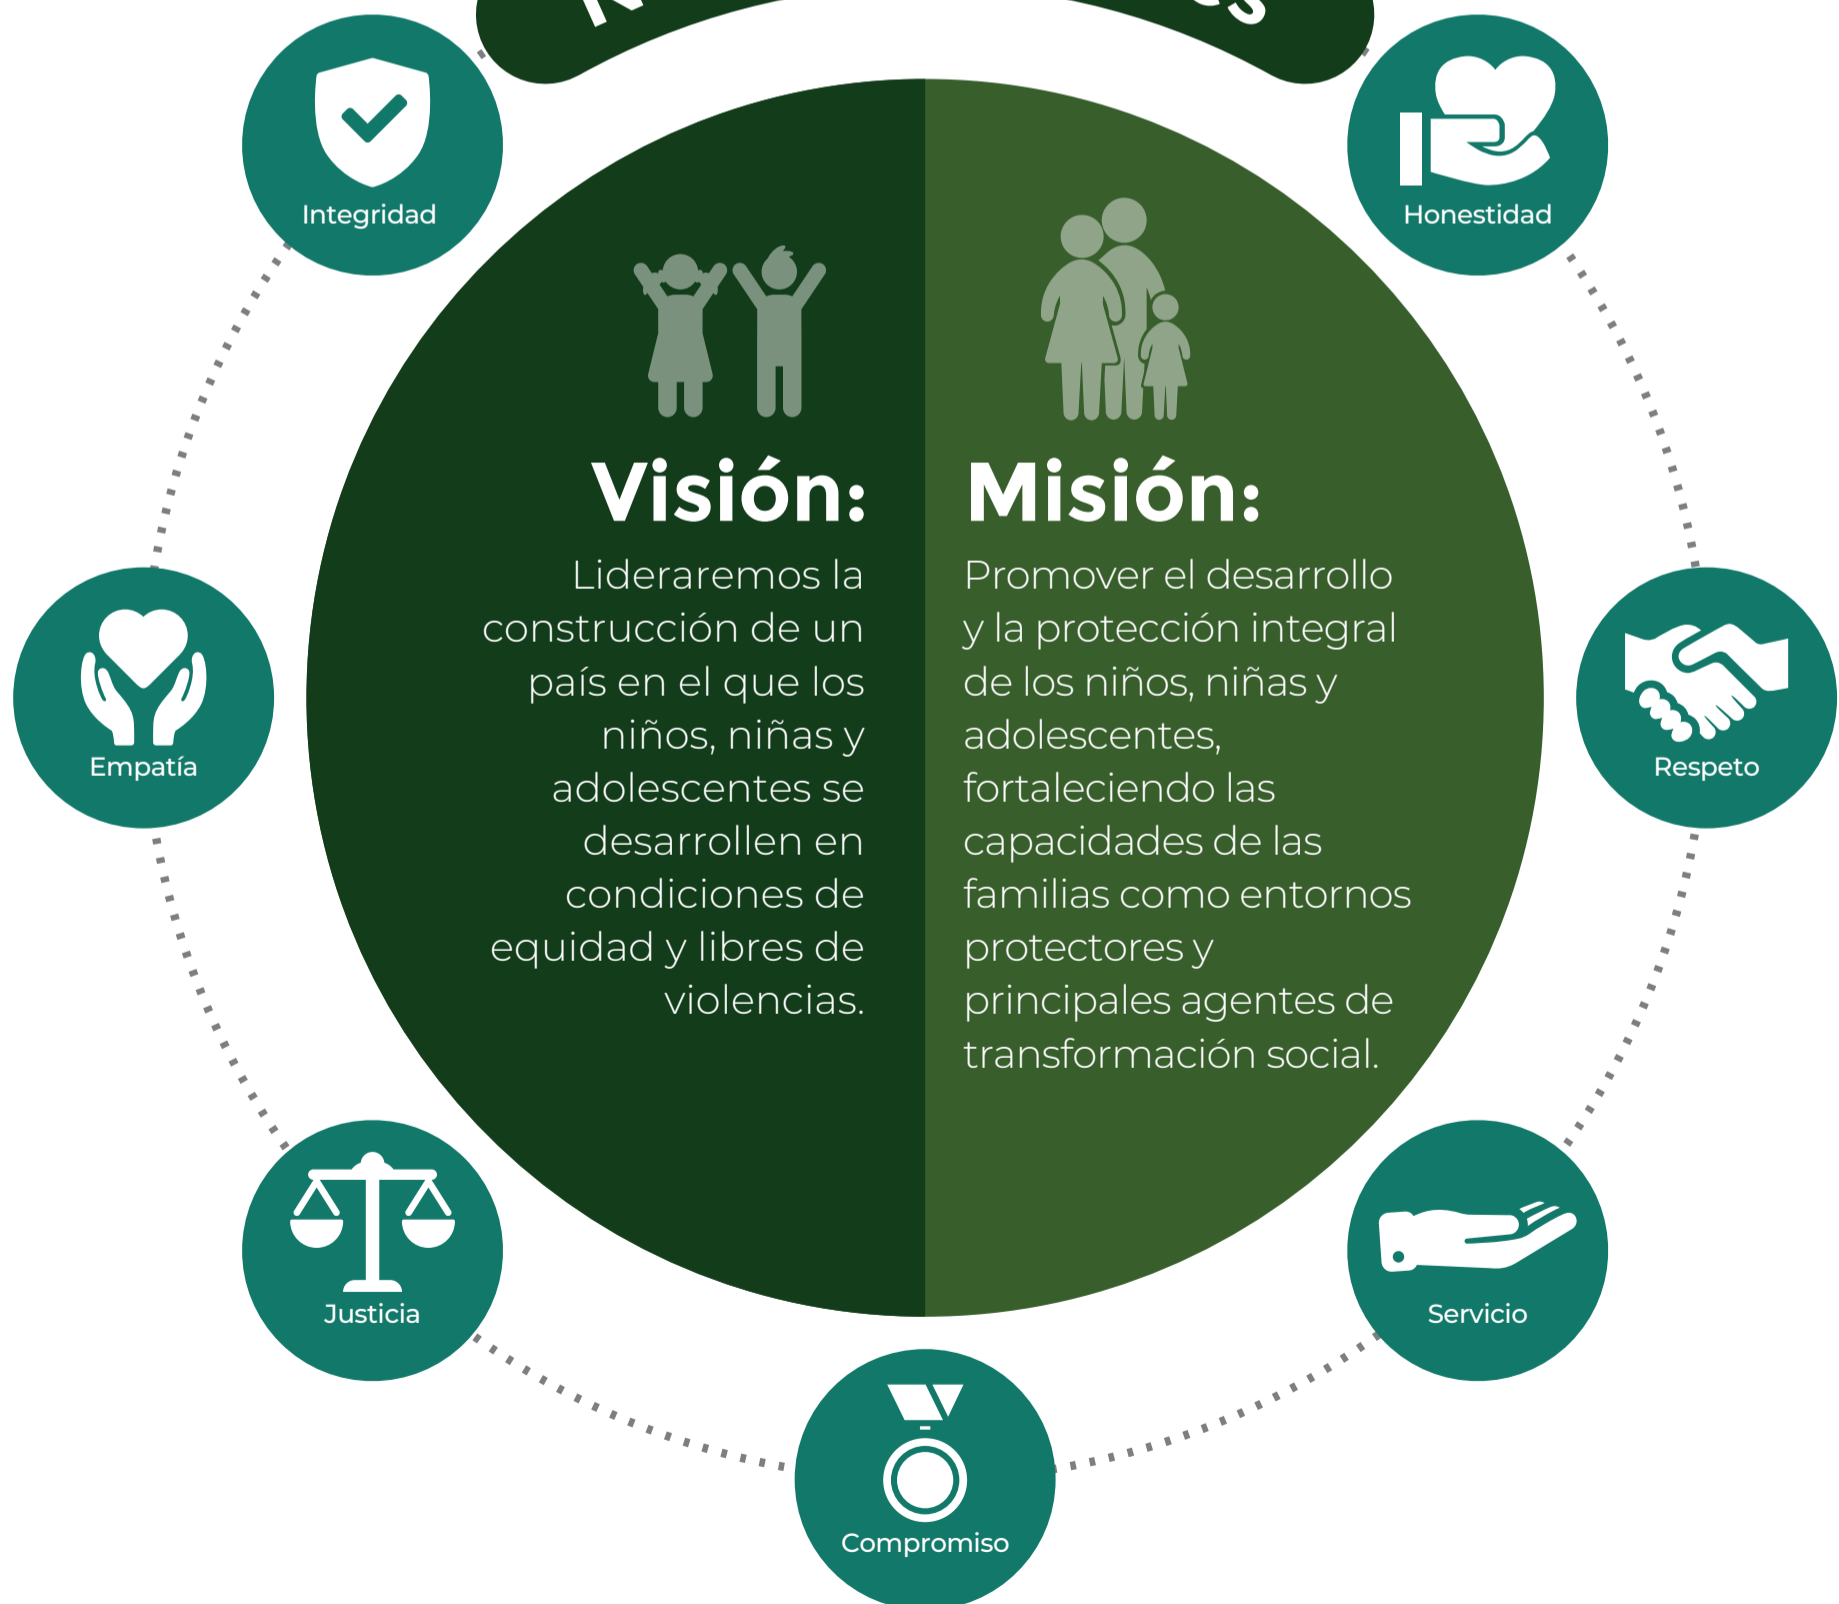 Integridad
Honestidad
Visión:
Lideraremos la
construcción de un
país en el que los
niños, niñas y
adolescentes se
desarrollen en
condiciones de
equidad y libres de
violencias.
Misión:
Promover el desarrollo
y la protección integral
de los niños, niñas y
adolescentes,
fortaleciendo las
capacidades de las
familias como entornos
protectores y
principales agentes de
transformación social.
Empatía
Respeto
Justicia
Servicio
Compromiso